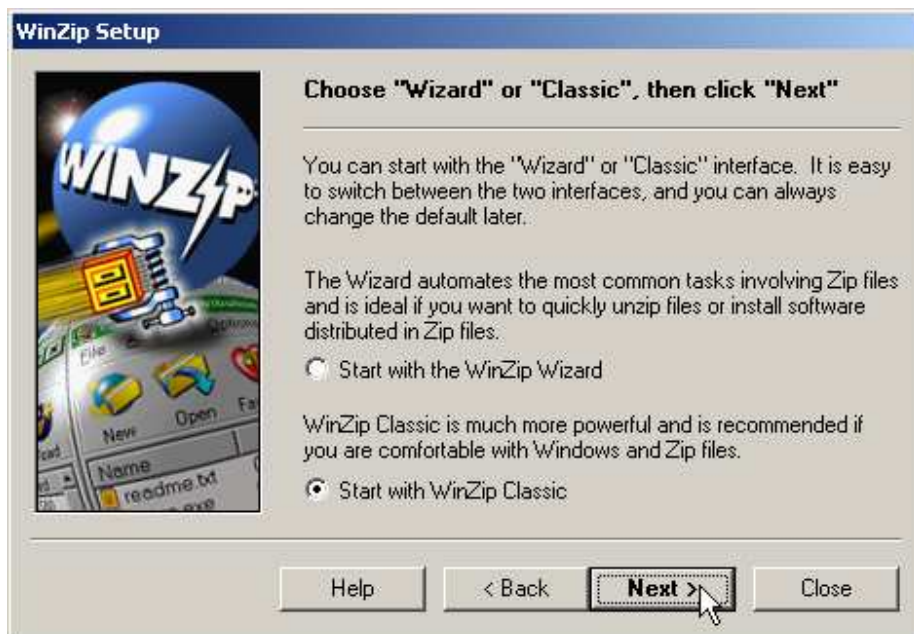 WinZip Setup
Choose "Wizard" or "Classic", then click "Next"
You can start with the "Wizard" or "Classic" interface.  It is easy
to switch between the two interfaces, and you can always
change the default later.
The Wizard automates the most common tasks involving Zip files
and is ideal if you want to quickly unzip files or install software
distributed in Zip files.
Start with the WinZip Wizard
WinZip Classic is much more powerful and is recommended if
you are comfortable with Windows and Zip files.
Start with WinZip Classic
WINZIP
File
Options
New
Open
Name
readme.txt
.exe
Help
< Back
Next >
Close